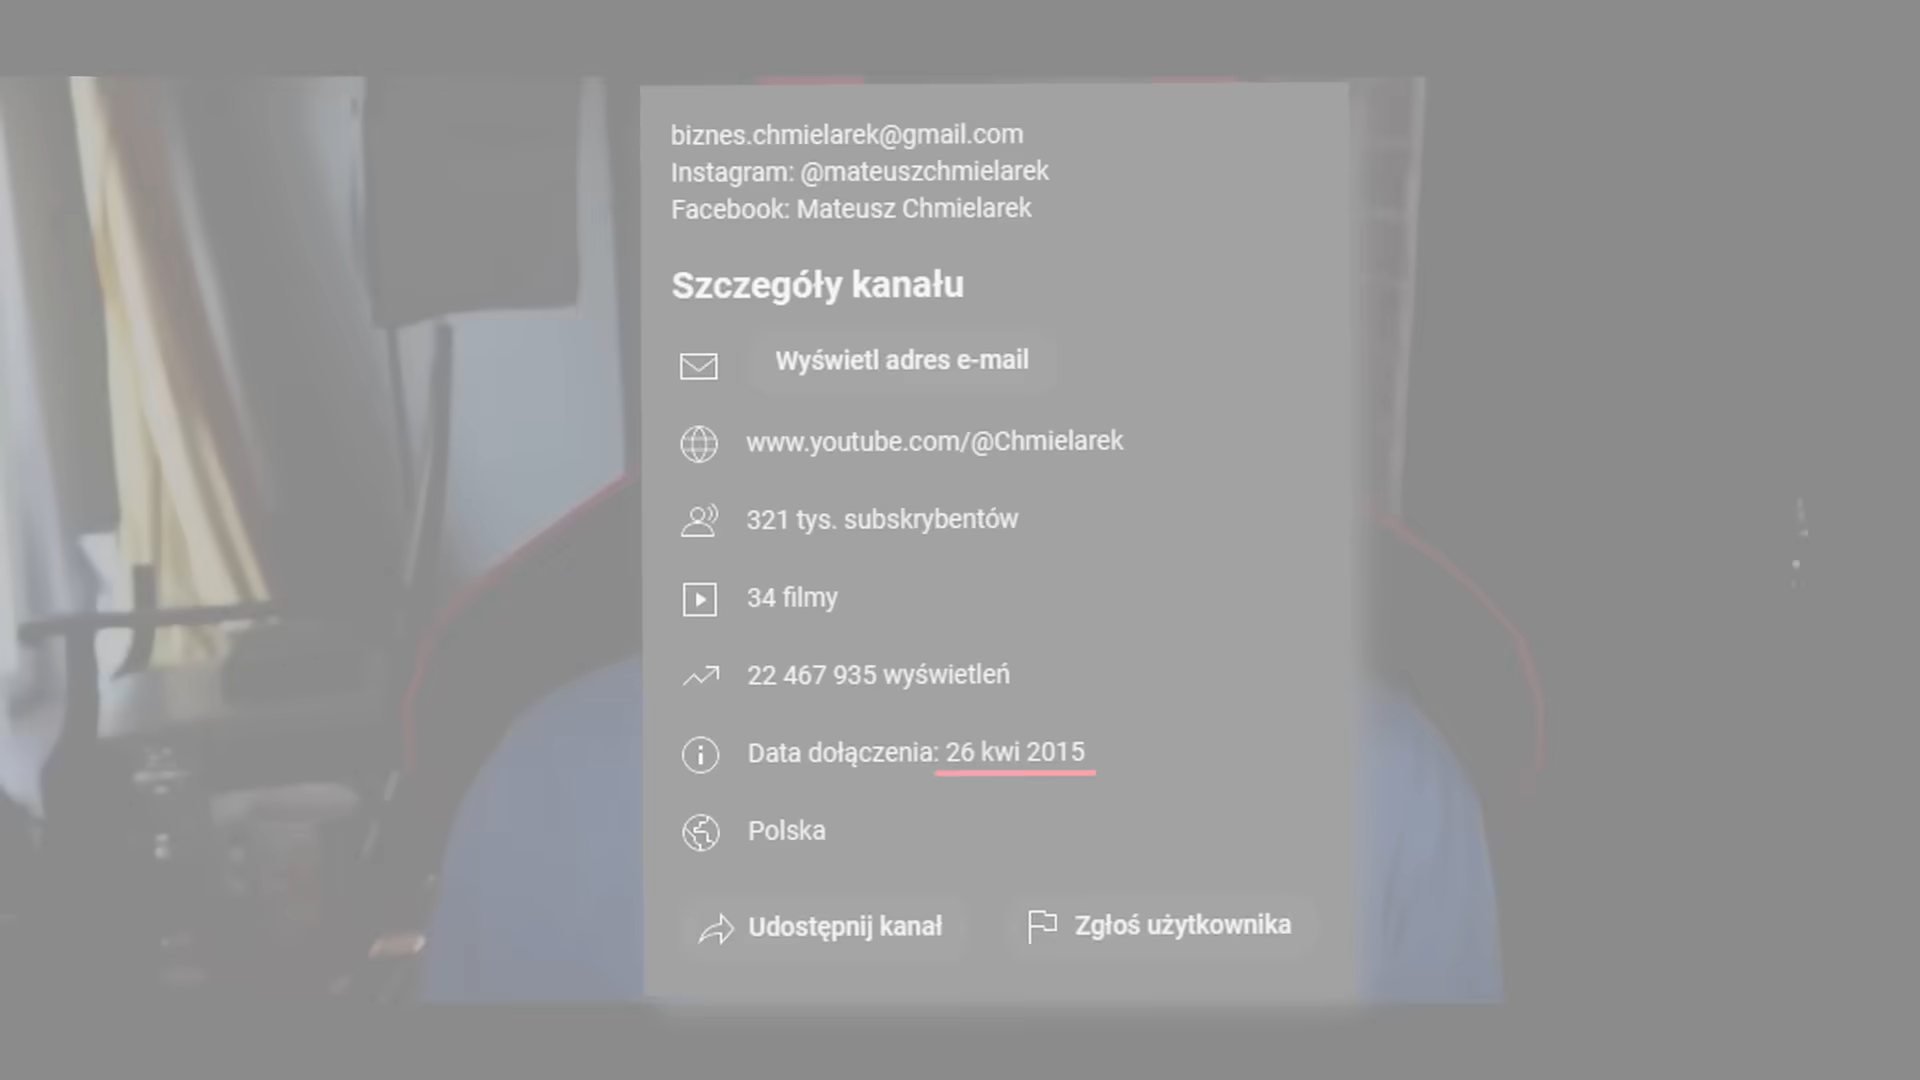 biznes.chmielarek@gmail.com
Instagram: @mateuszchmielarek
Facebook: Mateusz Chmielarek
Szczegóły kanału
Wyświetl adres e-mail
www.youtube.com/@Chmielarek
321 tys. subskrybentów
34 filmy
22 467 935 wyświetleń
Data dołączenia: 26 kwi 2015
Polska
Udostępnij kanał
Zgłoś użytkownika